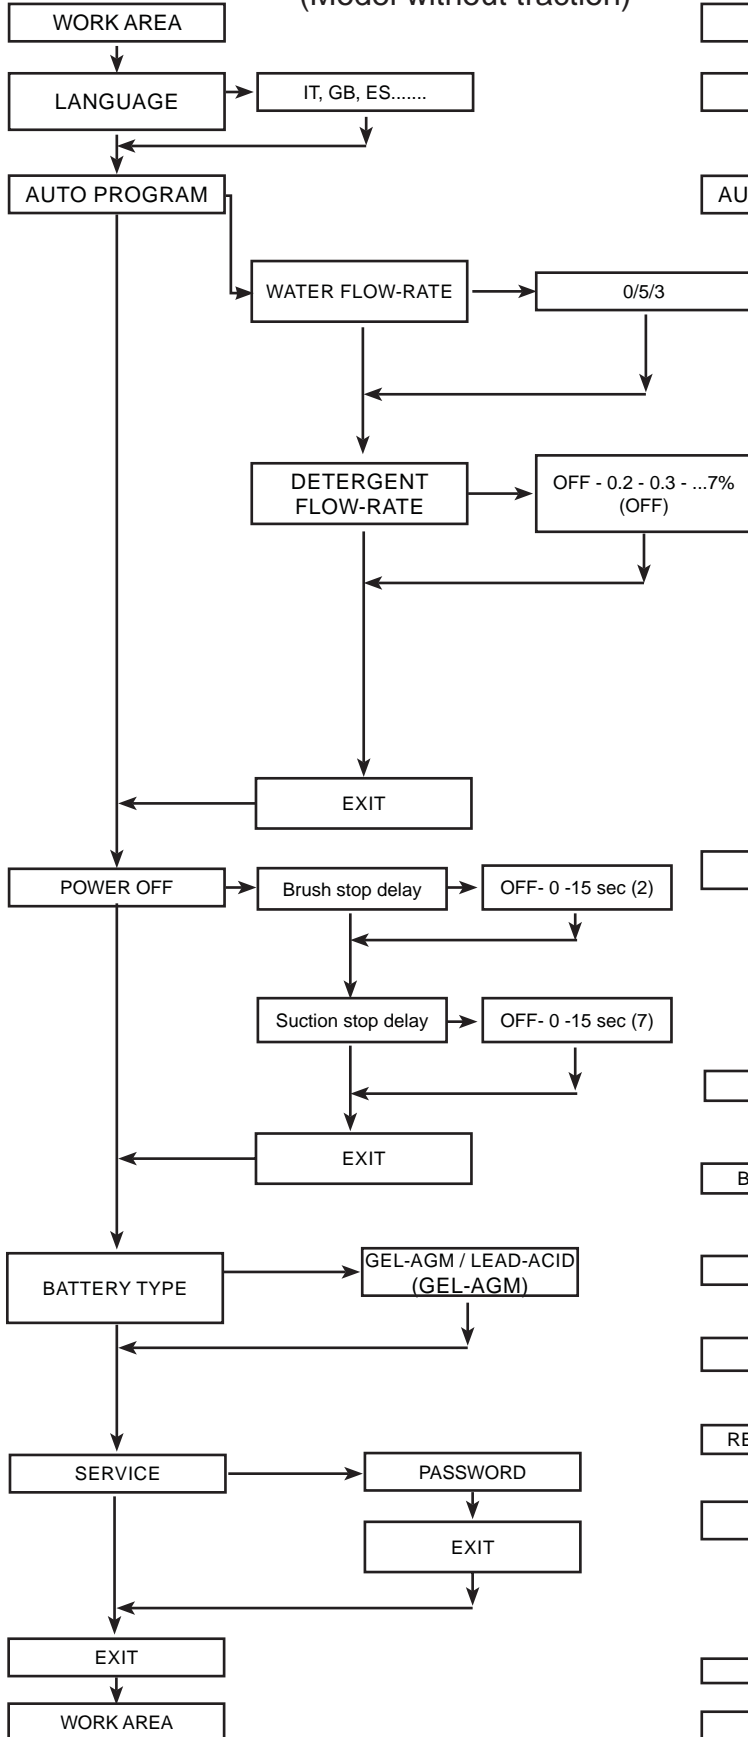 (Model without traction)
WORK AREA
LANGUAGE
IT, GB, ES.......
AUTO PROGRAM
WATER FLOW-RATE
0/5/3
DETERGENT
FLOW-RATE
OFF - 0.2 - 0.3 - ...7%
(OFF)
EXIT
POWER OFF
Brush stop delay
OFF- 0 -15 sec (2)
Suction stop delay
OFF- 0 -15 sec (7)
EXIT
BATTERY TYPE
GEL-AGM / LEAD-ACID
(GEL-AGM)
SERVICE
PASSWORD
EXIT
EXIT
WORK AREA